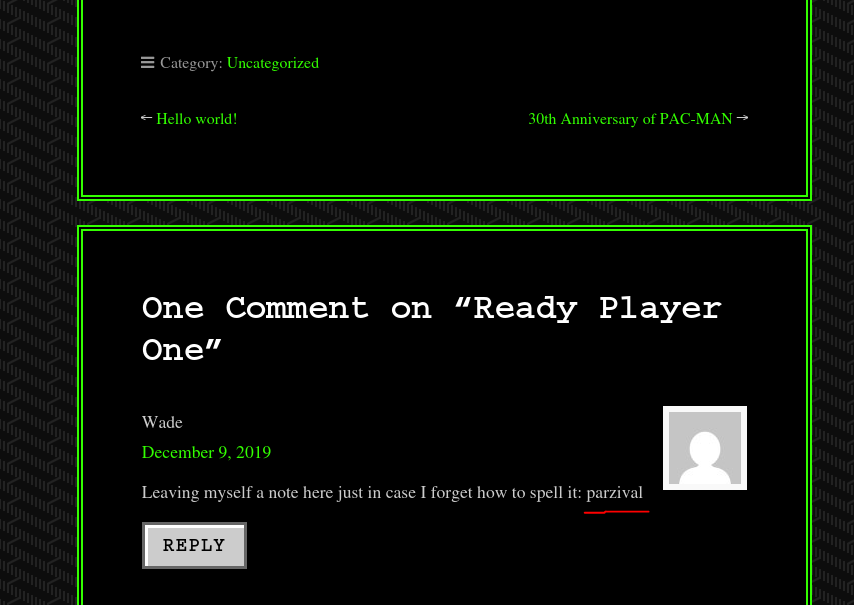 Category: Uncategorized
← Hello world!
30th Anniversary of PAC-MAN →
One Comment on “Ready Player
One”
Wade
December 9, 2019
Leaving myself a note here just in case I forget how to spell it: parzival
REPLY